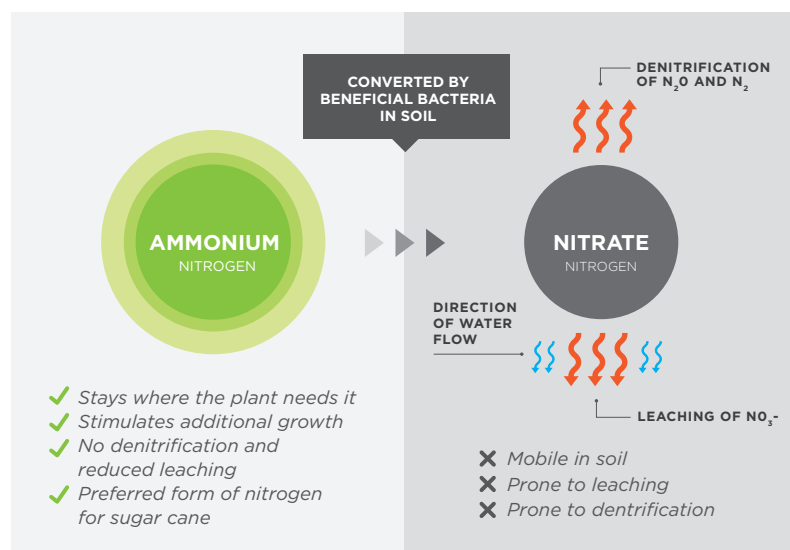 CONVERTED BY
BENEFICIAL BACTERIA
IN SOIL
DENITRIFICATION
OF N₂0 AND N₂
AMMONIUM
NITROGEN
NITRATE
NITROGEN
DIRECTION
OF WATER
FLOW
LEACHING OF N0₃-
Stays where the plant needs it
Stimulates additional growth
No denitrification and
reduced leaching
Preferred form of nitrogen
for sugar cane
Mobile in soil
Prone to leaching
Prone to dentrification